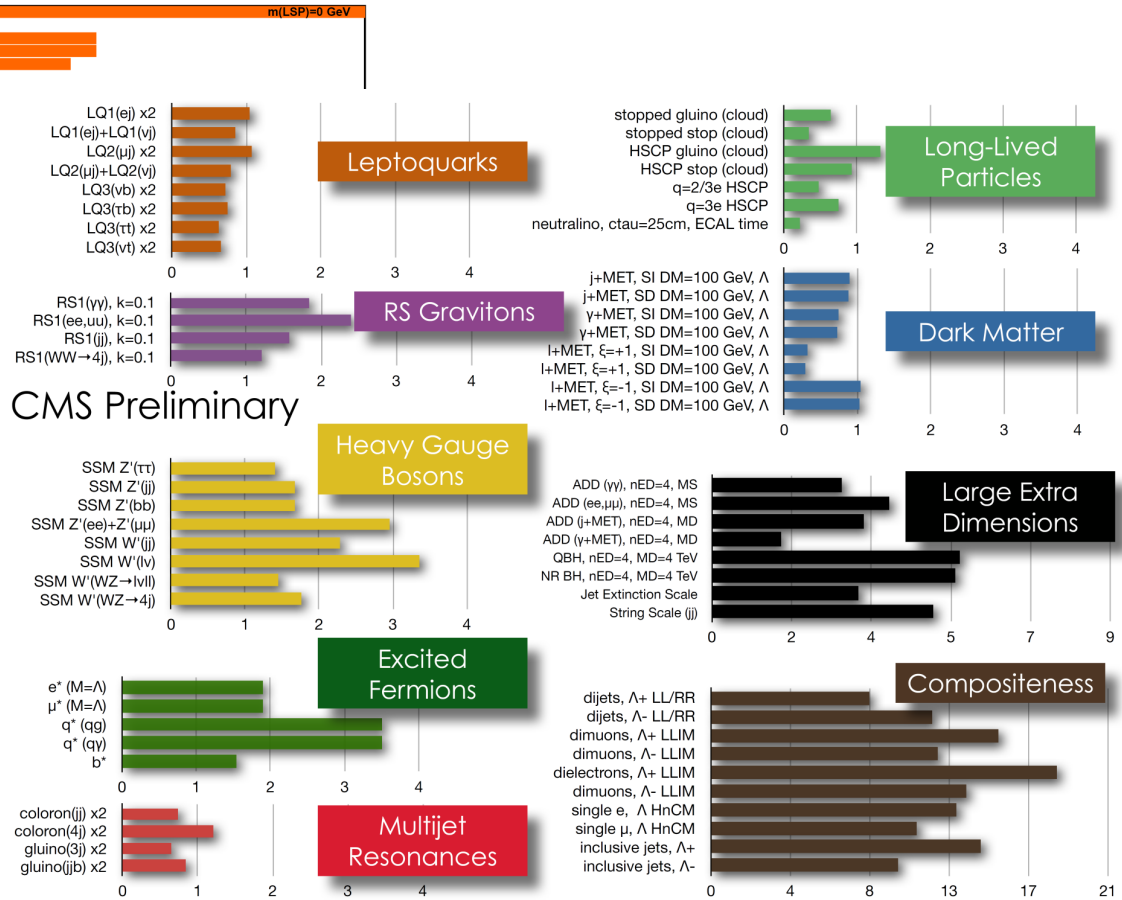 m(LSP)=0 GeV
LQ1(ej) x2
LQ1(ej)+LQ1(νj)
LQ2(μj) x2
LQ2(μj)+LQ2(νj)
LQ3(νb) x2
LQ3(τb) x2
LQ3(τt) x2
LQ3(νt) x2
0 1 2 3 4
Leptoquarks
stopped gluino (cloud)
stopped stop (cloud)
HSCP gluino (cloud)
HSCP stop (cloud)
q=2/3e HSCP
q=3e HSCP
neutralino, ctau=25cm, ECAL time
0 1 2 3 4
Long-Lived
Particles
RS1(γγ), k=0.1
RS1(ee,uu), k=0.1
RS1(jj), k=0.1
RS1(WW→4j), k=0.1
0 1 2 3 4
RS Gravitons
j+MET, SI DM=100 GeV, Λ
j+MET, SD DM=100 GeV, Λ
γ+MET, SI DM=100 GeV, Λ
γ+MET, SD DM=100 GeV, Λ
l+MET, ξ=+1, SI DM=100 GeV, Λ
l+MET, ξ=+1, SD DM=100 GeV, Λ
l+MET, ξ=-1, SI DM=100 GeV, Λ
l+MET, ξ=-1, SD DM=100 GeV, Λ
0 1 2 3 4
Dark Matter
CMS Preliminary
SSM Z'(ττ)
SSM Z'(jj)
SSM Z'(bb)
SSM Z'(ee)+Z'(μμ)
SSM W'(jj)
SSM W'(lv)
SSM W'(WZ→lvll)
SSM W'(WZ→4j)
0 1 2 3 4
Heavy Gauge
Bosons
ADD (γγ), nED=4, MS
ADD (ee,μμ), nED=4, MS
ADD (j+MET), nED=4, MD
ADD (γ+MET), nED=4, MD
QBH, nED=4, MD=4 TeV
NR BH, nED=4, MD=4 TeV
Jet Extinction Scale
String Scale (jj)
0 2 4 5 7 9
Large Extra
Dimensions
e* (M=Λ)
μ* (M=Λ)
q* (qg)
q* (qγ)
b*
0 1 2 3 4
Excited
Fermions
dijets, Λ+ LL/RR
dijets, Λ- LL/RR
dimuons, Λ+ LLIM
dimuons, Λ- LLIM
dielectrons, Λ+ LLIM
dimuons, Λ- LLIM
single e, Λ HnCM
single μ, Λ HnCM
inclusive jets, Λ+
inclusive jets, Λ-
0 4 8 13 17 21
Compositeness
coloron(jj) x2
coloron(4j) x2
gluino(3j) x2
gluino(jjb) x2
0 1 2 3 4
Multijet
Resonances